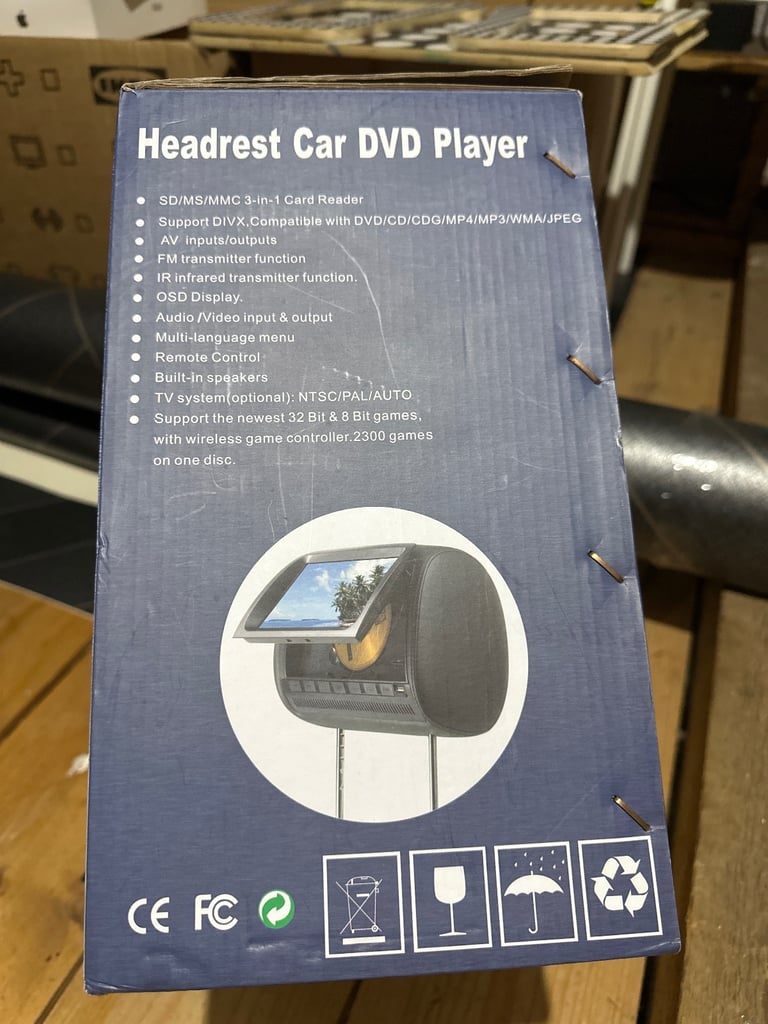 Headrest Car DVD Player
SD/MS/MMC 3-in-1 Card Reader
Support DIVX,Compatible with DVD/CD/CDG/MP4/MP3/WMA/JPEG
AV inputs/outputs
FM transmitter function
IR infrared transmitter function.
OSD Display.
Audio /Video input & output
Multi-language menu
Remote Control
Built-in speakers
TV system(optional): NTSC/PAL/AUTO
Support the newest 32 Bit & 8 Bit games,
with wireless game controller.2300 games
on one disc.
CE FC